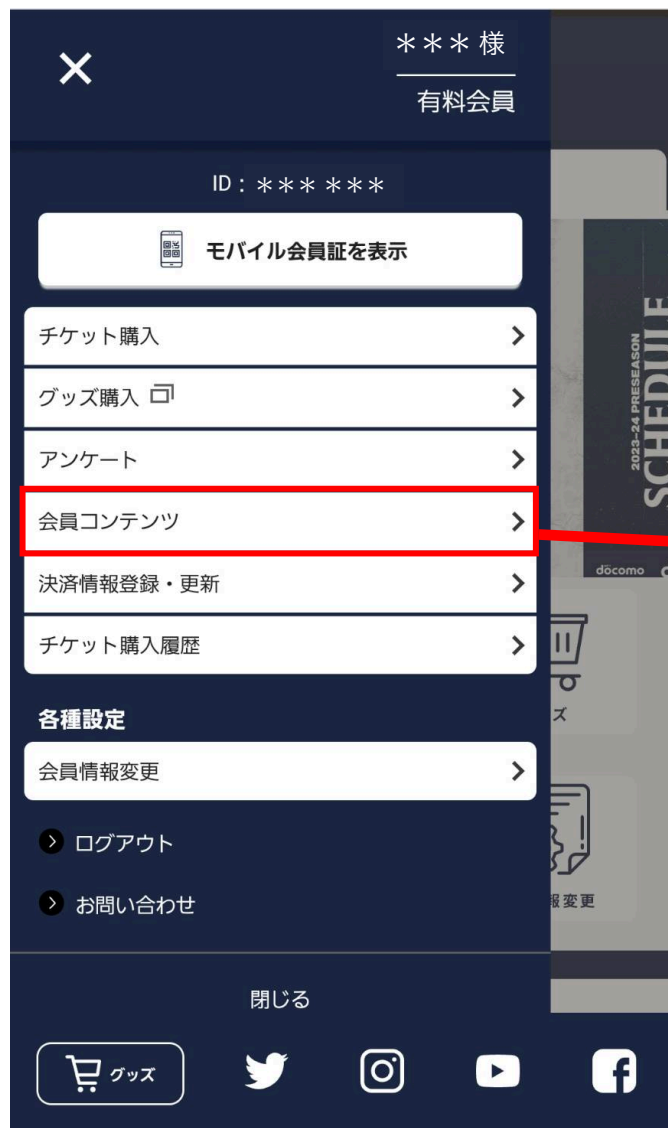 ＊＊＊ 様
有料会員
ID：＊＊＊ ＊＊＊
モバイル会員証を表示
チケット購入
グッズ購入
アンケート
会員コンテンツ
決済情報登録・更新
チケット購入履歴
各種設定
会員情報変更
ログアウト
お問い合わせ
閉じる
グッズ
2023–24 PRESEASON
SCHEDULE
döcomo
ズ
報変更